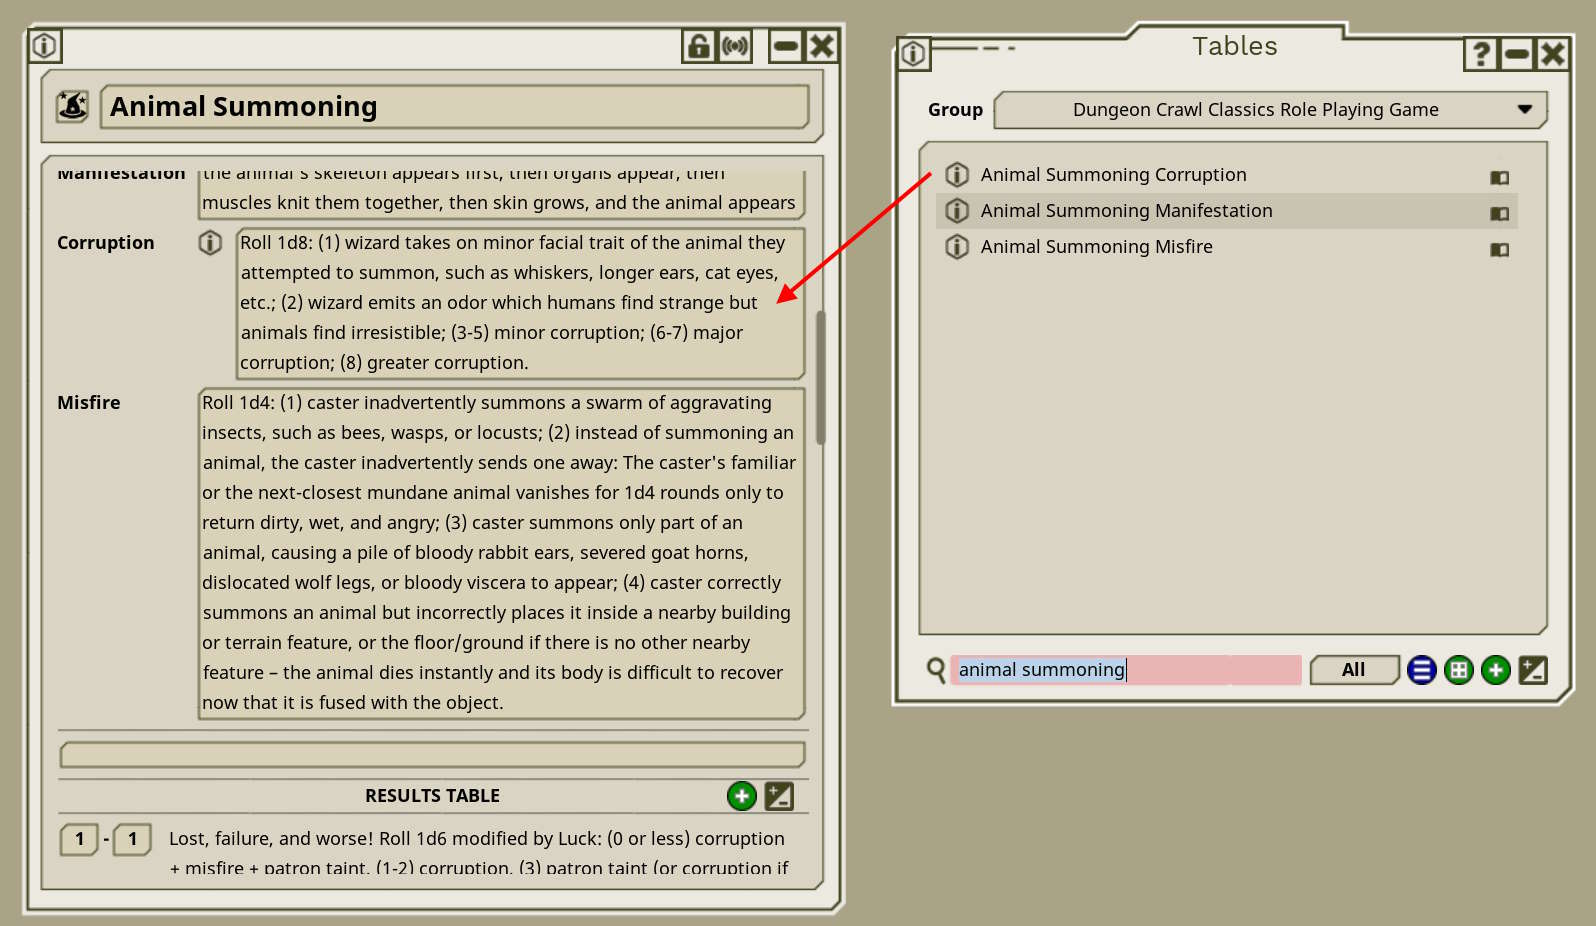 Animal Summoning
Manifestation
the animal's skeleton appears first, then organs appear, then
muscles knit them together, then skin grows, and the animal appears
Corruption
Roll 1d8: (1) wizard takes on minor facial trait of the animal they
attempted to summon, such as whiskers, longer ears, cat eyes,
etc.; (2) wizard emits an odor which humans find strange but
animals find irresistible; (3-5) minor corruption; (6-7) major
corruption; (8) greater corruption.
Misfire
Roll 1d4: (1) caster inadvertently summons a swarm of aggravating
insects, such as bees, wasps, or locusts; (2) instead of summoning an
animal, the caster inadvertently sends one away: The caster's familiar
or the next-closest mundane animal vanishes for 1d4 rounds only to
return dirty, wet, and angry; (3) caster summons only part of an
animal, causing a pile of bloody rabbit ears, severed goat horns,
dislocated wolf legs, or bloody viscera to appear; (4) caster correctly
summons an animal but incorrectly places it inside a nearby building
or terrain feature, or the floor/ground if there is no other nearby
feature – the animal dies instantly and its body is difficult to recover
now that it is fused with the object.
RESULTS TABLE
1 - 1 Lost, failure, and worse! Roll 1d6 modified by Luck: (0 or less) corruption
+ misfire + patron taint, (1-2) corruption, (3) patron taint (or corruption if
Tables
Group Dungeon Crawl Classics Role Playing Game
Animal Summoning Corruption
Animal Summoning Manifestation
Animal Summoning Misfire
animal summoning
All